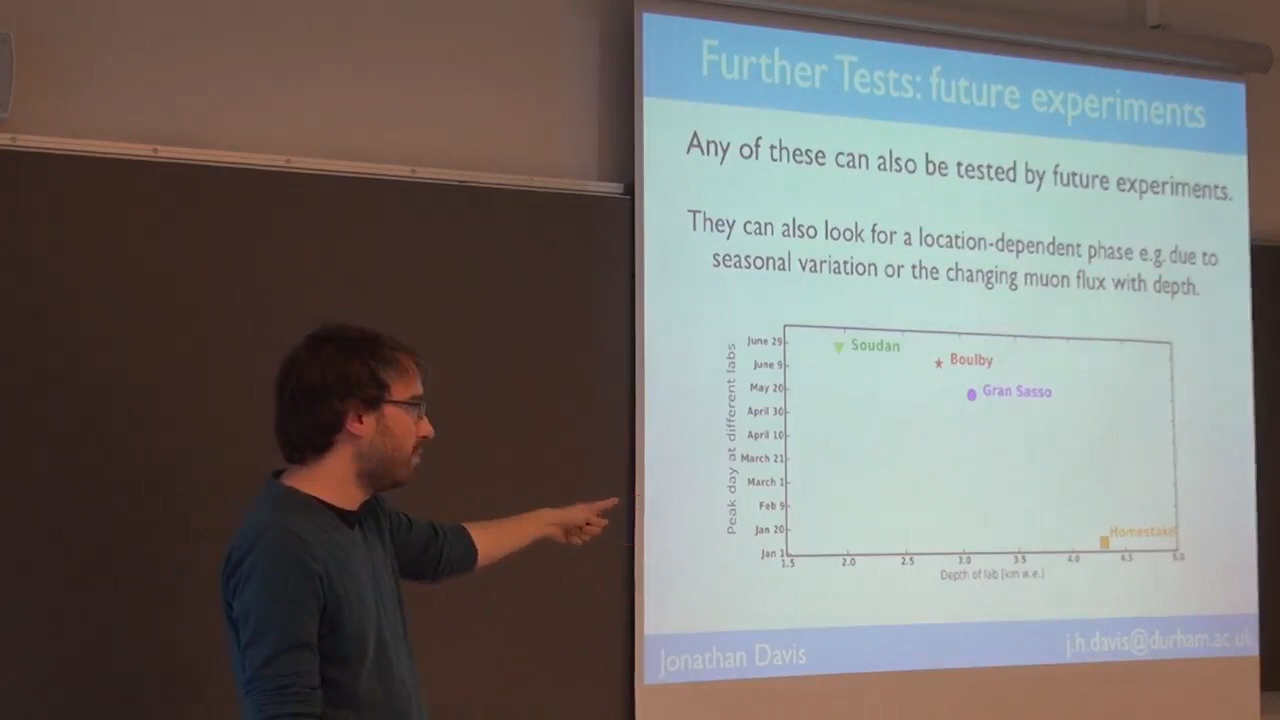 Further Tests: future experiments
Any of these can also be tested by future experiments.
They can also look for a location-dependent phase e.g. due to
seasonal variation or the changing muon flux with depth.
Peak day at different labs
June 29
June 9
May 20
April 30
April 10
March 21
March 1
Feb 9
Jan 20
Jan 1
Soudan
Boulby
Gran Sasso
Homestake
1.5 2.0 2.5 3.0 3.5 4.0 4.5 5.0
Depth of lab [km w.e.]
Jonathan Davis
j.h.davis@durham.ac.uk